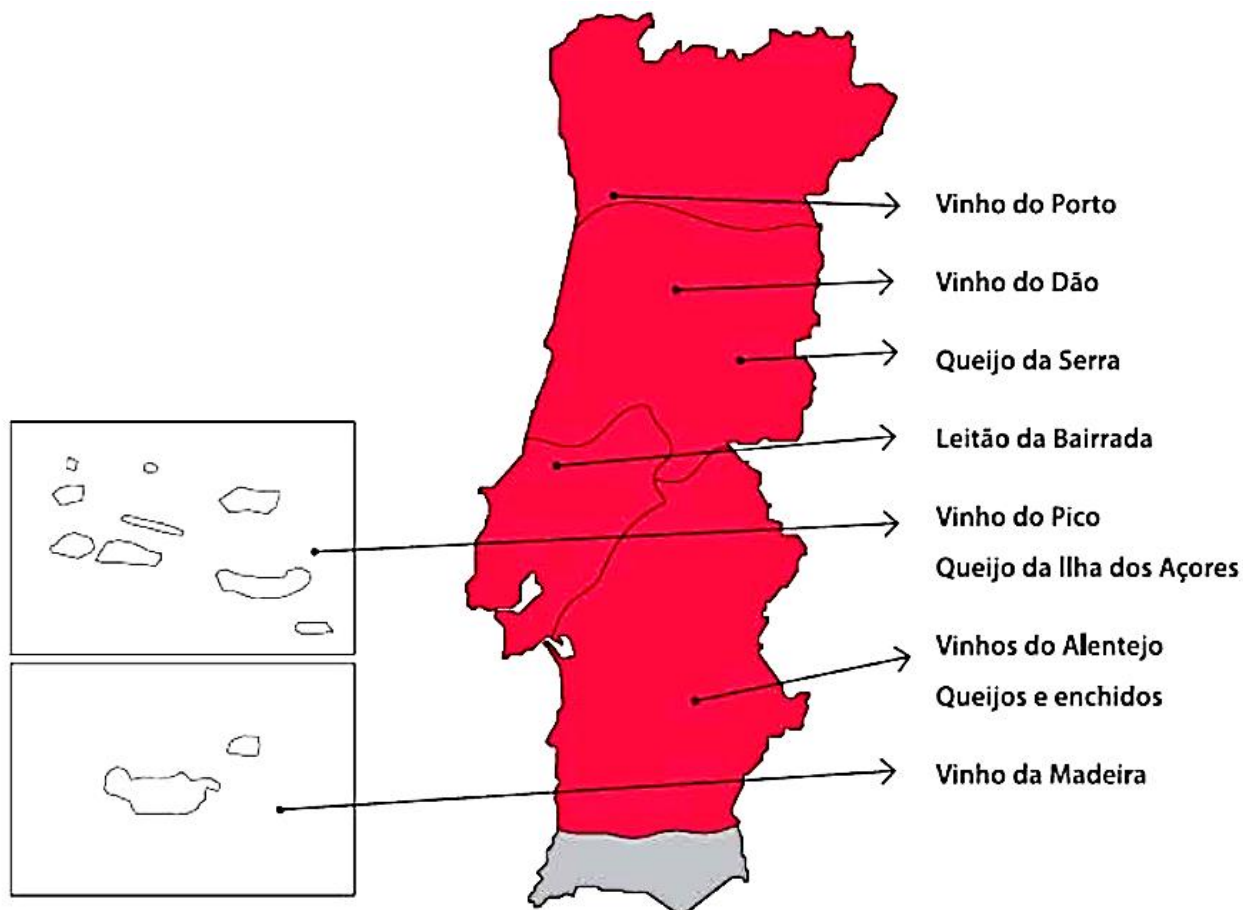 Vinho do Porto
Vinho do Dão
Queijo da Serra
Leitão da Bairrada
Vinho do Pico
Queijo da Ilha dos Açores
Vinhos do Alentejo
Queijos e enchidos
Vinho da Madeira